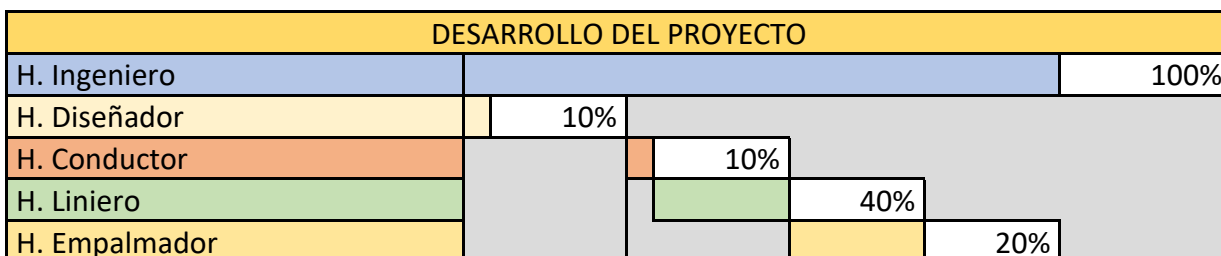 DESARROLLO DEL PROYECTO
H. Ingeniero 100%
H. Diseñador 10%
H. Conductor 10%
H. Liniero 40%
H. Empalmador 20%